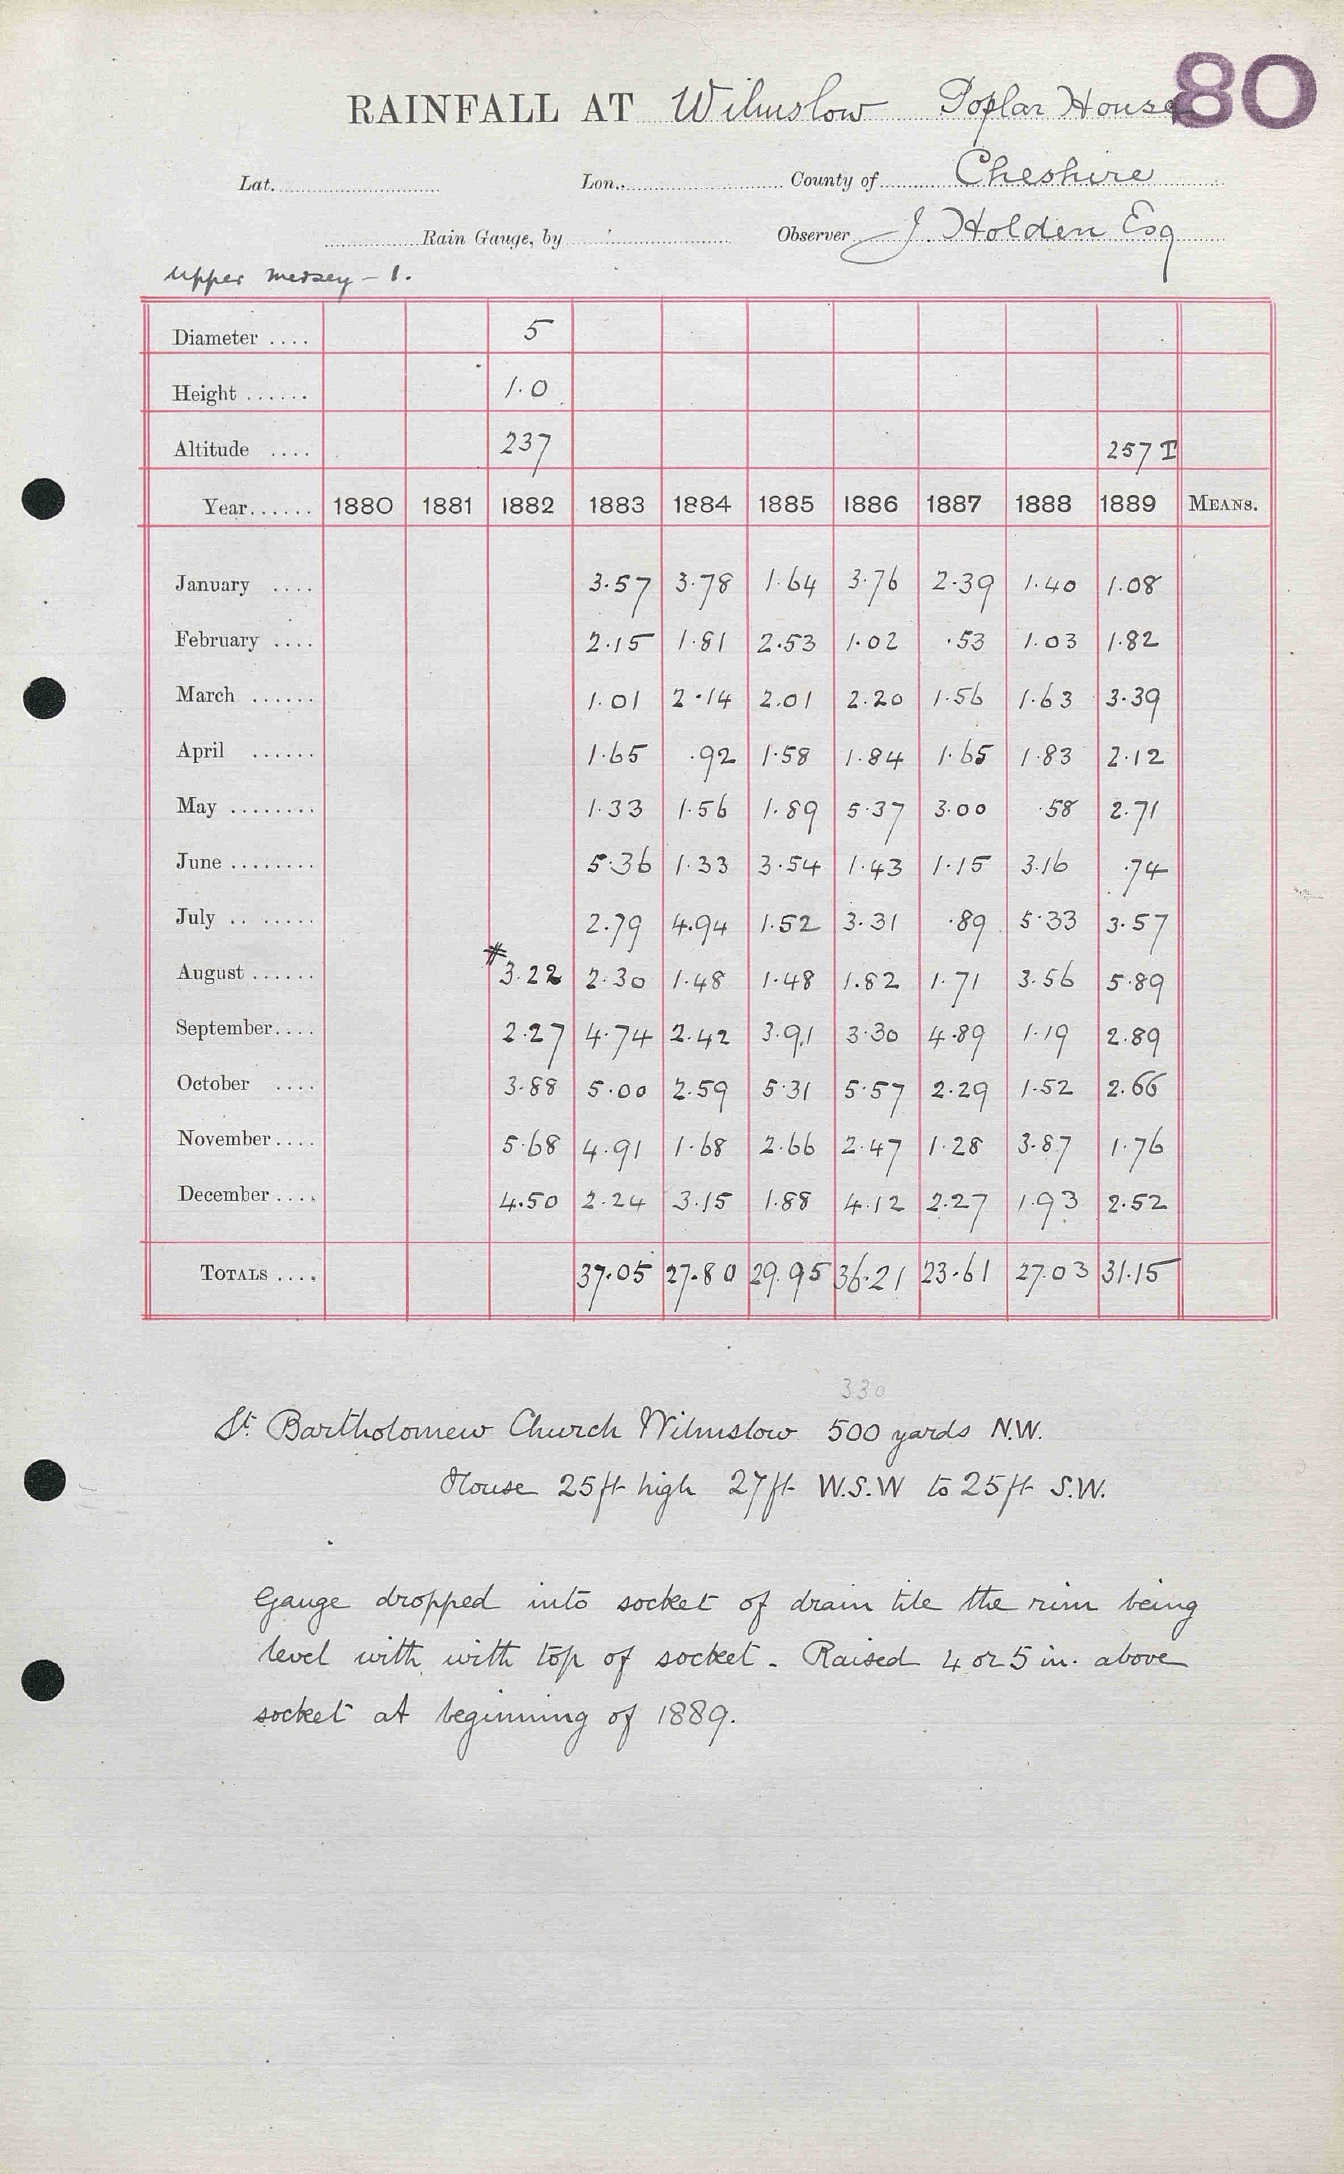 80
RAINFALL AT Wilmslow Poplar House
Lat. Lon. County of Cheshire
Rain Gauge, by Observer J. Holden Esq
Upper Mersey - 1.
Diameter .... 5
Height ...... 1.0
Altitude .... 237 257 T
Year...... 1880 1881 1882 1883 1884 1885 1886 1887 1888 1889 MEANS.
January .... 3.57 3.78 1.64 3.76 2.39 1.40 1.08
February .... 2.15 1.81 2.53 1.02 .53 1.03 1.82
March ...... 1.01 2.14 2.01 2.20 1.56 1.63 3.39
April ...... 1.65 .92 1.58 1.84 1.65 1.83 2.12
May ........ 1.33 1.56 1.89 5.37 3.00 .58 2.71
June ........ 5.36 1.33 3.54 1.43 1.15 3.16 .74
July .. ..... 2.79 4.94 1.52 3.31 .89 5.33 3.57
August ...... # 3.22 2.30 1.48 1.48 1.82 1.71 3.56 5.89
September.... 2.27 4.74 2.42 3.91 3.30 4.89 1.19 2.89
October .... 3.88 5.00 2.59 5.31 5.57 2.29 1.52 2.66
November.... 5.68 4.91 1.68 2.66 2.47 1.28 3.87 1.76
December.... 4.50 2.24 3.15 1.88 4.12 2.27 1.93 2.52
TOTALS .... 37.05 27.80 29.95 36.21 23.61 27.03 31.15
330
St. Bartholomew Church Wilmslow 500 yards N.W.
House 25 ft high 27 ft W.S.W to 25 ft S.W.
Gauge dropped into socket of drain tile the rim being
level with with top of socket. Raised 4 or 5 in. above
socket at beginning of 1889.